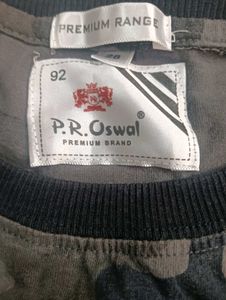 PREMIUM RANGE
92
P.R.Oswal®
PREMIUM BRAND